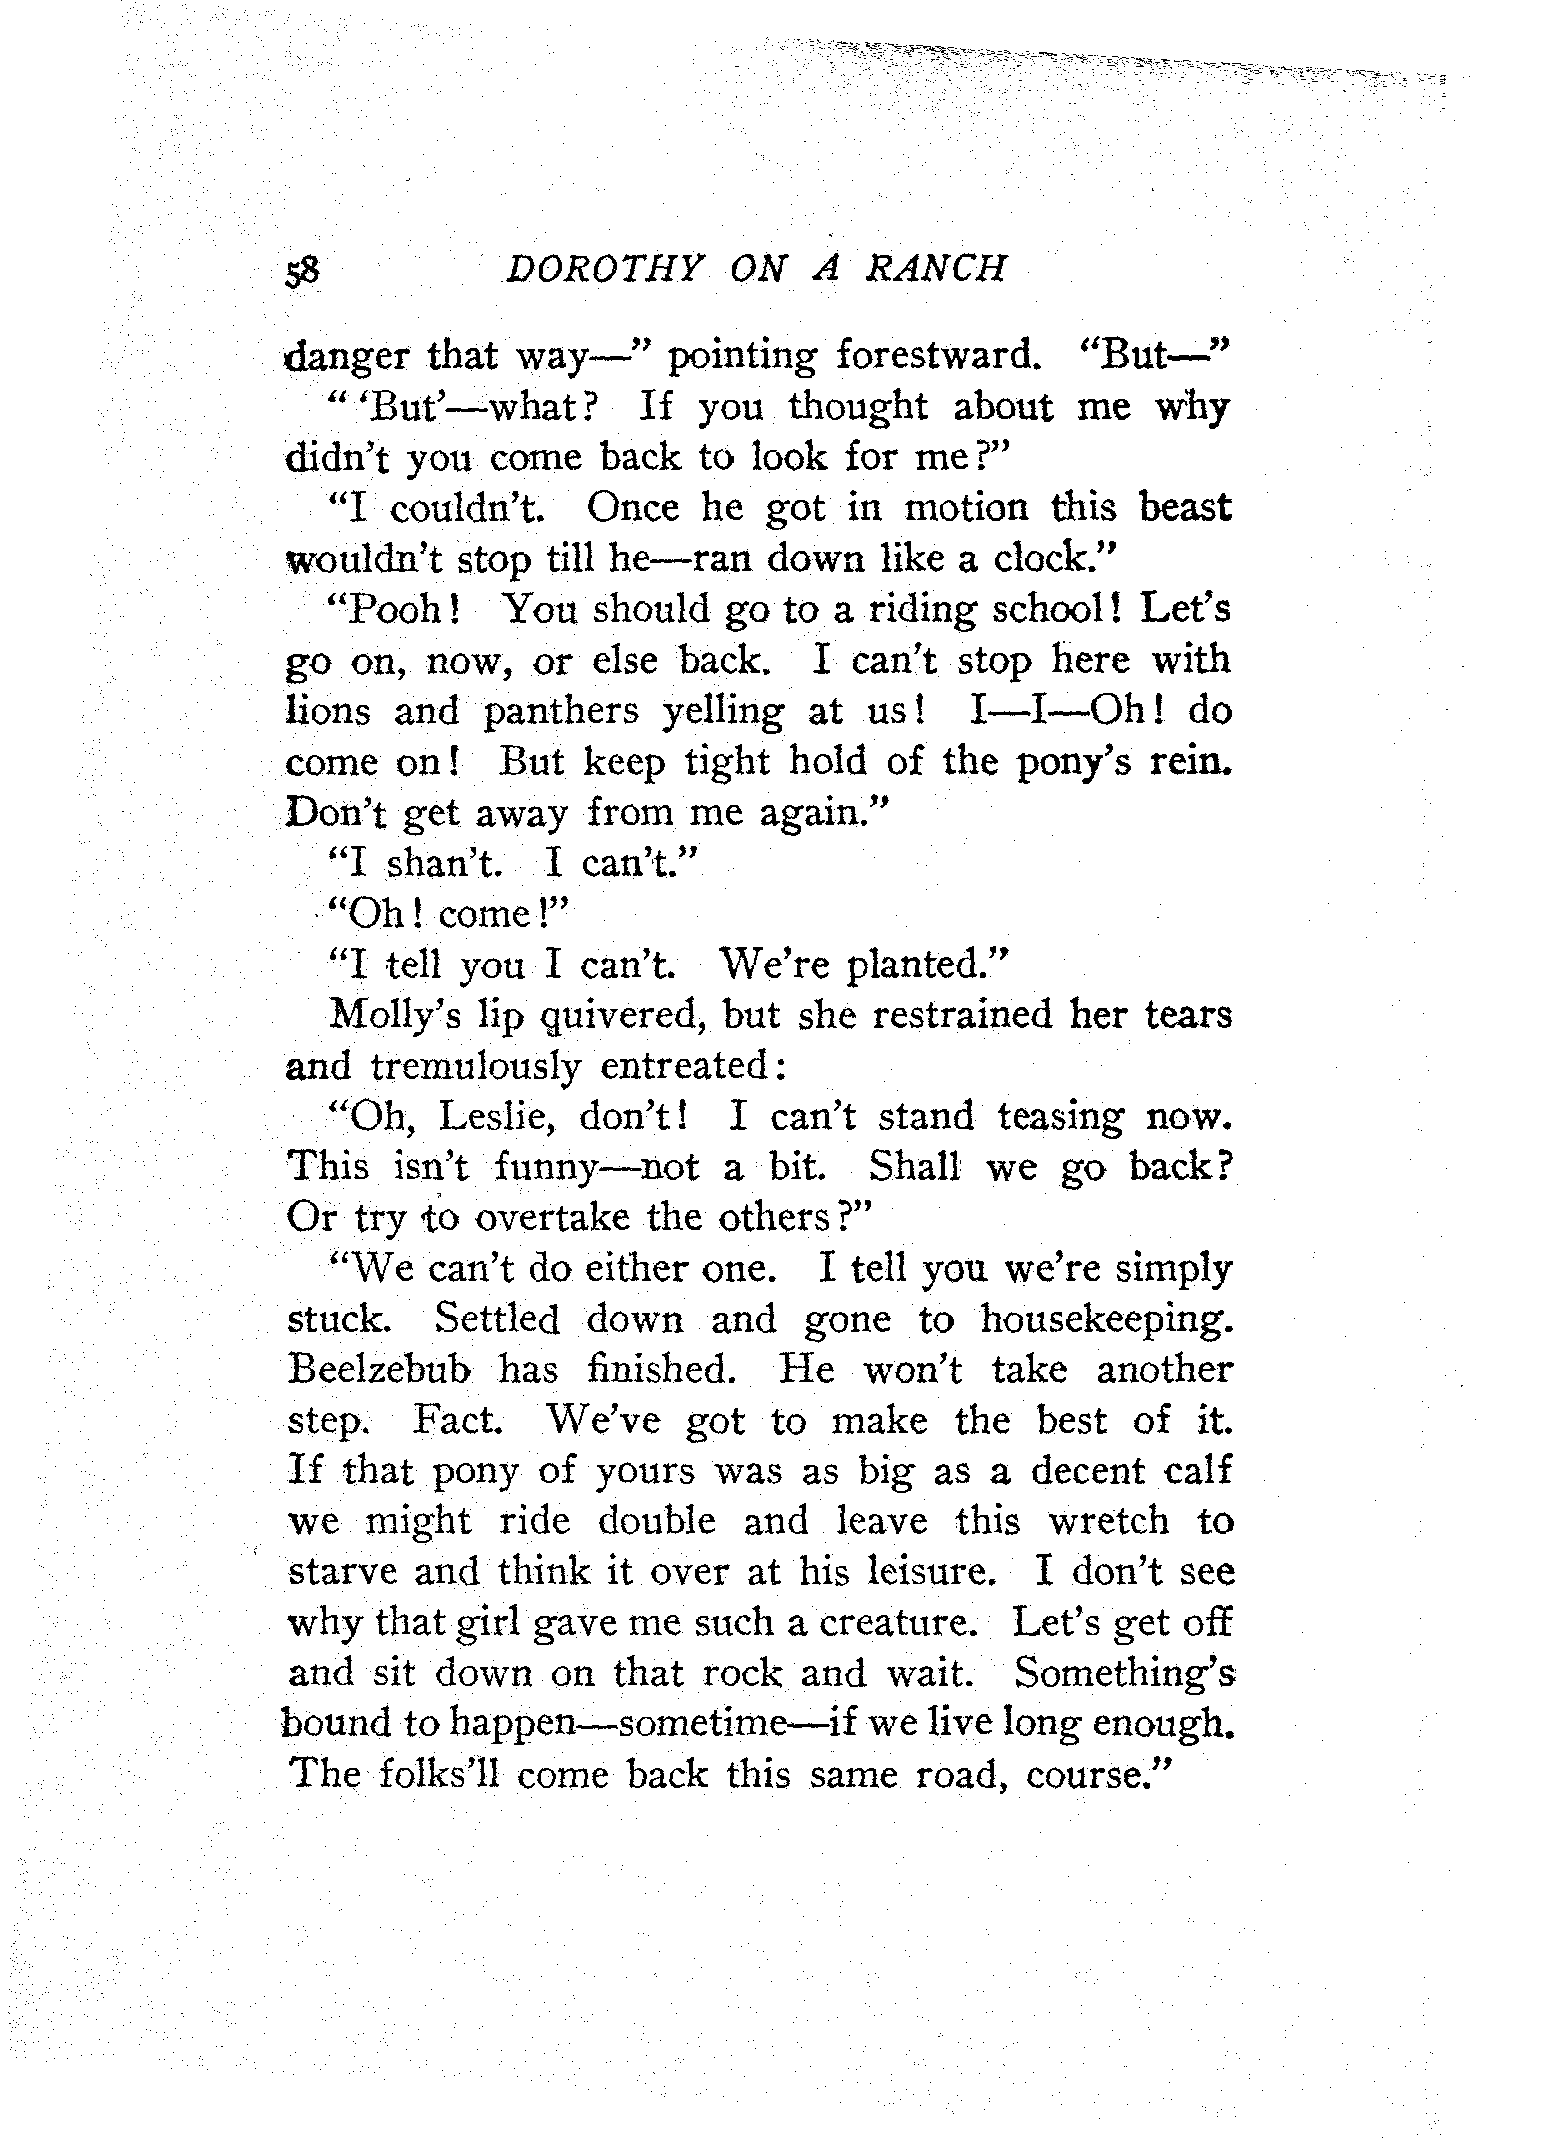 58 DOROTHY ON A RANCH
danger that way—” pointing forestward. “But—”
“ ‘But’—what? If you thought about me why
didn’t you come back to look for me?”
“I couldn’t. Once he got in motion this beast
wouldn’t stop till he—ran down like a clock.”
“Pooh! You should go to a riding school! Let’s
go on, now, or else back. I can’t stop here with
lions and panthers yelling at us! I—I—Oh! do
come on! But keep tight hold of the pony’s rein.
Don’t get away from me again.”
“I shan’t. I can’t.”
“Oh! come!”
“I tell you I can’t. We’re planted.”
Molly’s lip quivered, but she restrained her tears
and tremulously entreated:
“Oh, Leslie, don’t! I can’t stand teasing now.
This isn’t funny—not a bit. Shall we go back?
Or try to overtake the others?”
“We can’t do either one. I tell you we’re simply
stuck. Settled down and gone to housekeeping.
Beelzebub has finished. He won’t take another
step. Fact. We’ve got to make the best of it.
If that pony of yours was as big as a decent calf
we might ride double and leave this wretch to
starve and think it over at his leisure. I don’t see
why that girl gave me such a creature. Let’s get off
and sit down on that rock and wait. Something’s
bound to happen—sometime—if we live long enough.
The folks’ll come back this same road, course.”